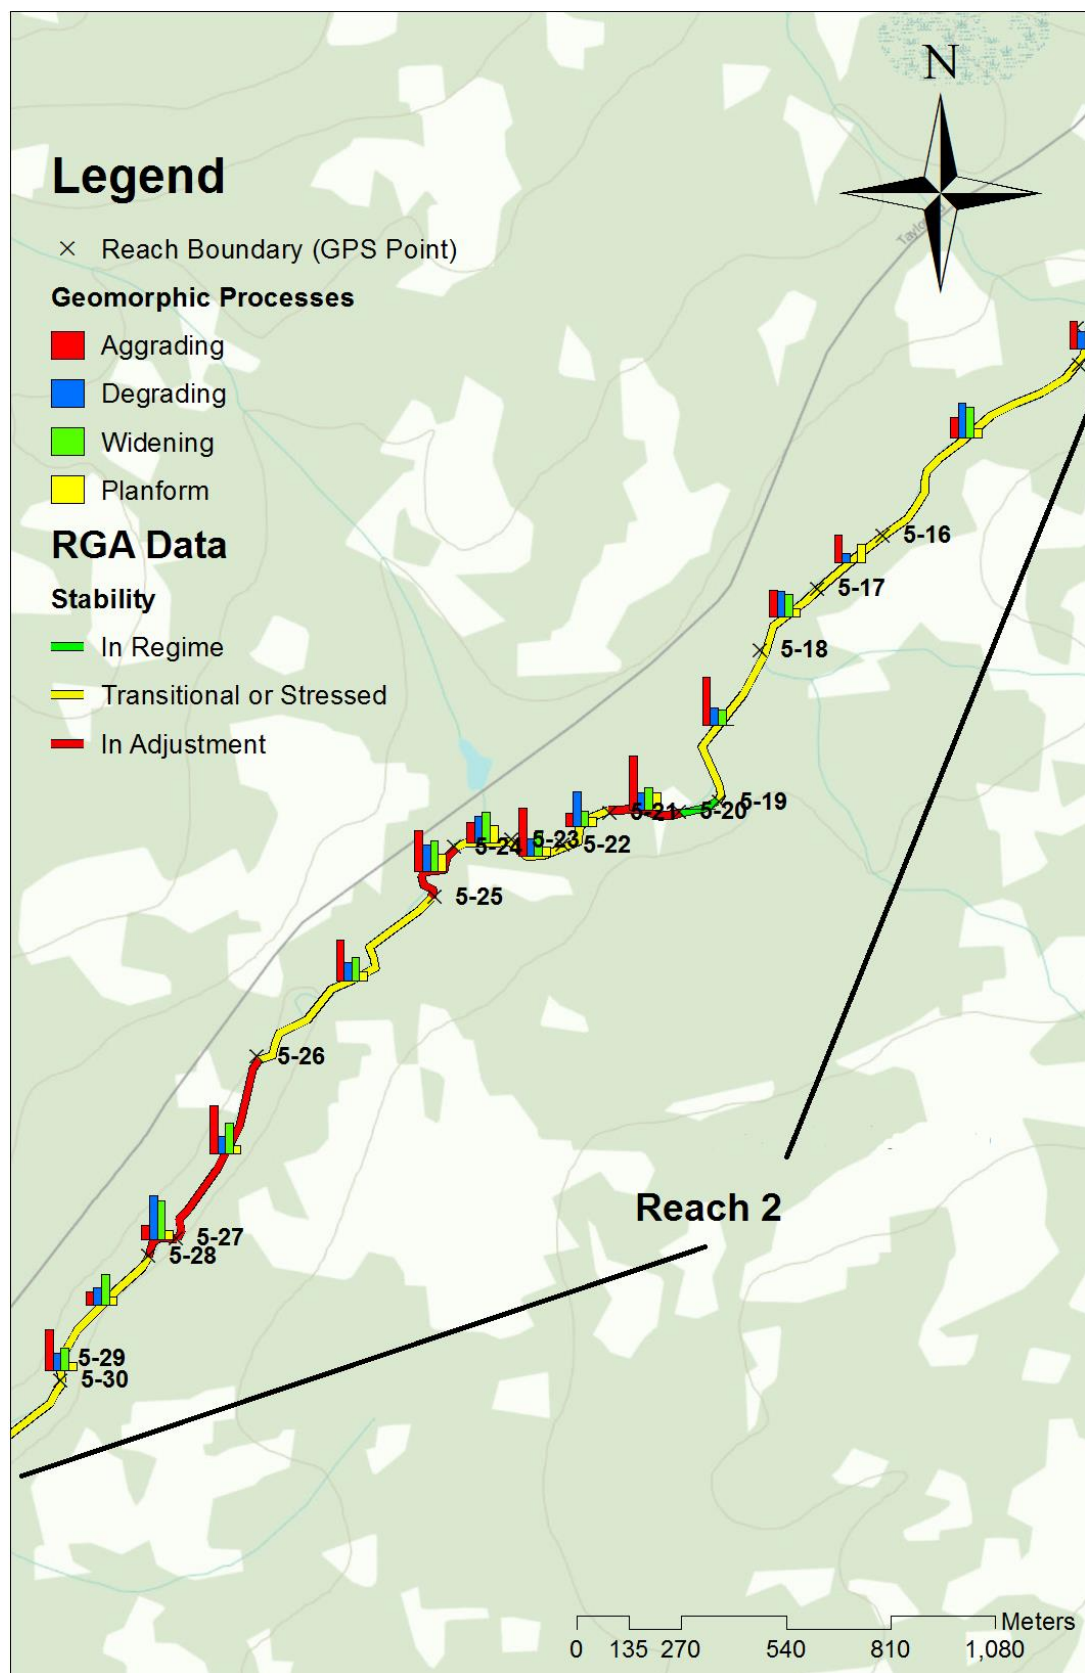 N
Legend
Reach Boundary (GPS Point)
Geomorphic Processes
Aggrading
Degrading
Widening
Planform
RGA Data
Stability
In Regime
Transitional or Stressed
In Adjustment
5-16
5-17
5-18
5-19
5-20
5-21
5-22
5-23
5-24
5-25
5-26
5-27
5-28
5-29
5-30
Reach 2
Meters
0 135 270 540 810 1,080